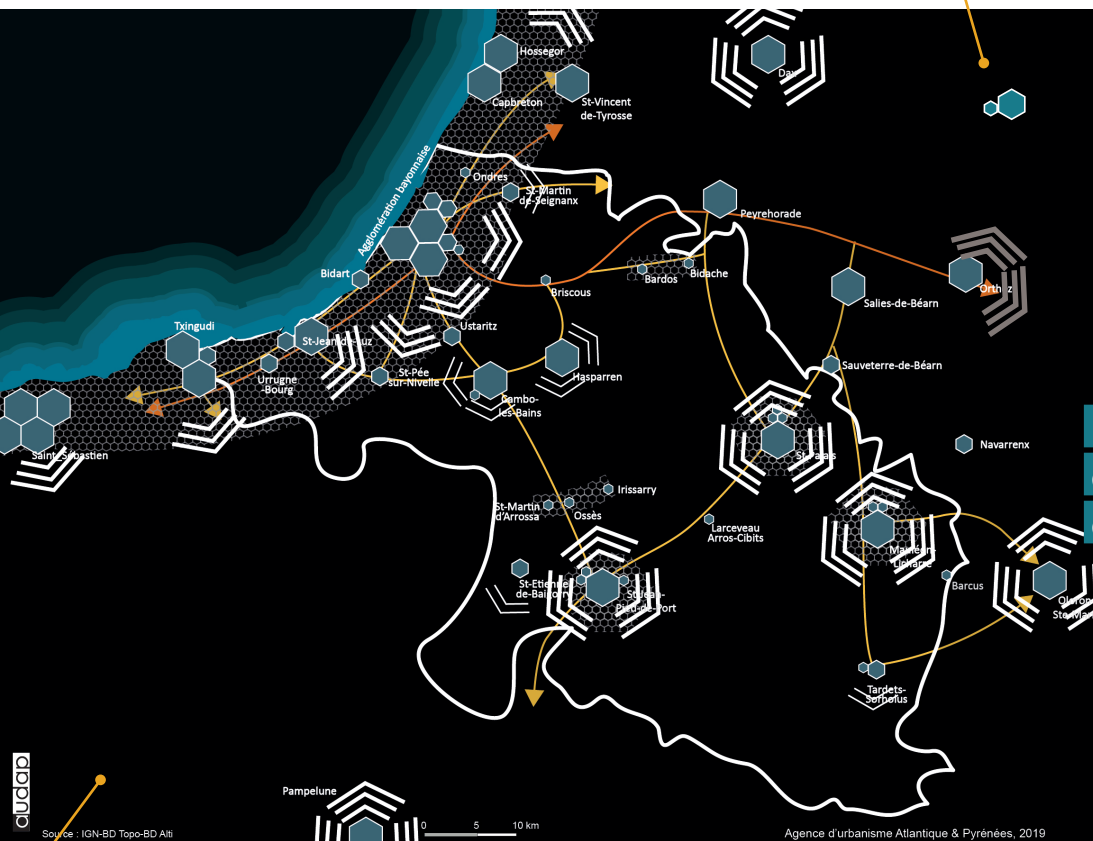 Hossegor
Capbreton
St-Vincent
de-Tyrosse
Dax
Ondres
St-Martin
de-Seignanx
Agglomération bayonnaise
Peyrehorade
Bidart
Bardos
Bidache
Briscous
Salies-de-Béarn
Orthez
Txingudi
St-Jean-de-Luz
Ustaritz
Urrugne
-Bourg
St-Pée
sur-Nivelle
Hasparren
Sauveterre-de-Béarn
Cambo-
les-Bains
Saint_Sébastien
St-Palais
Navarrenx
Irissarry
St-Martin
d'Arrossa
Ossès
Larceveau
Arros-Cibits
Mauléon-
Licharre
St-Etienne
de-Baigorry
St-Jean-
Pied-de-Port
Barcus
Oloron
Ste-Mari
Tardets-
Sorholus
audap
Pampelune
0 5 10 km
Source : IGN-BD Topo-BD Alti
Agence d'urbanisme Atlantique & Pyrénées, 2019